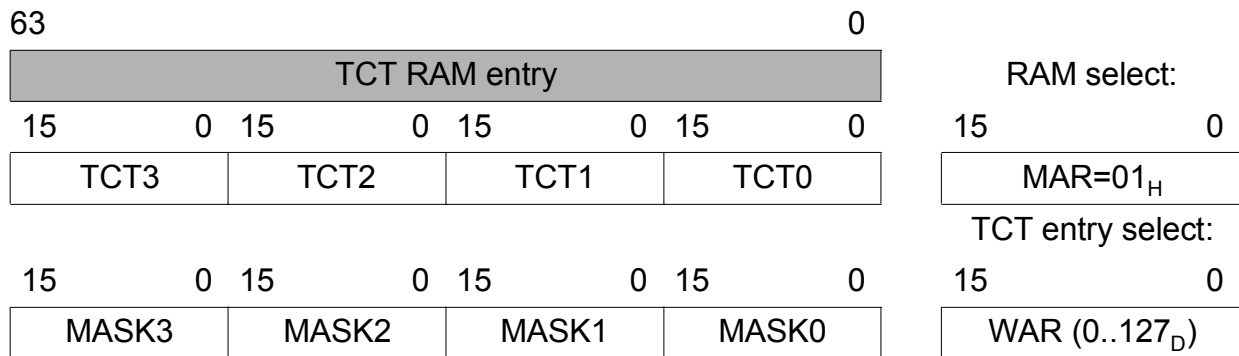 63 0
TCT RAM entry RAM select:
15 0 15 0 15 0 15 0 15 0
TCT3 TCT2 TCT1 TCT0 MAR=01H
TCT entry select:
15 0 15 0 15 0 15 0 15 0
MASK3 MASK2 MASK1 MASK0 WAR (0..127D)